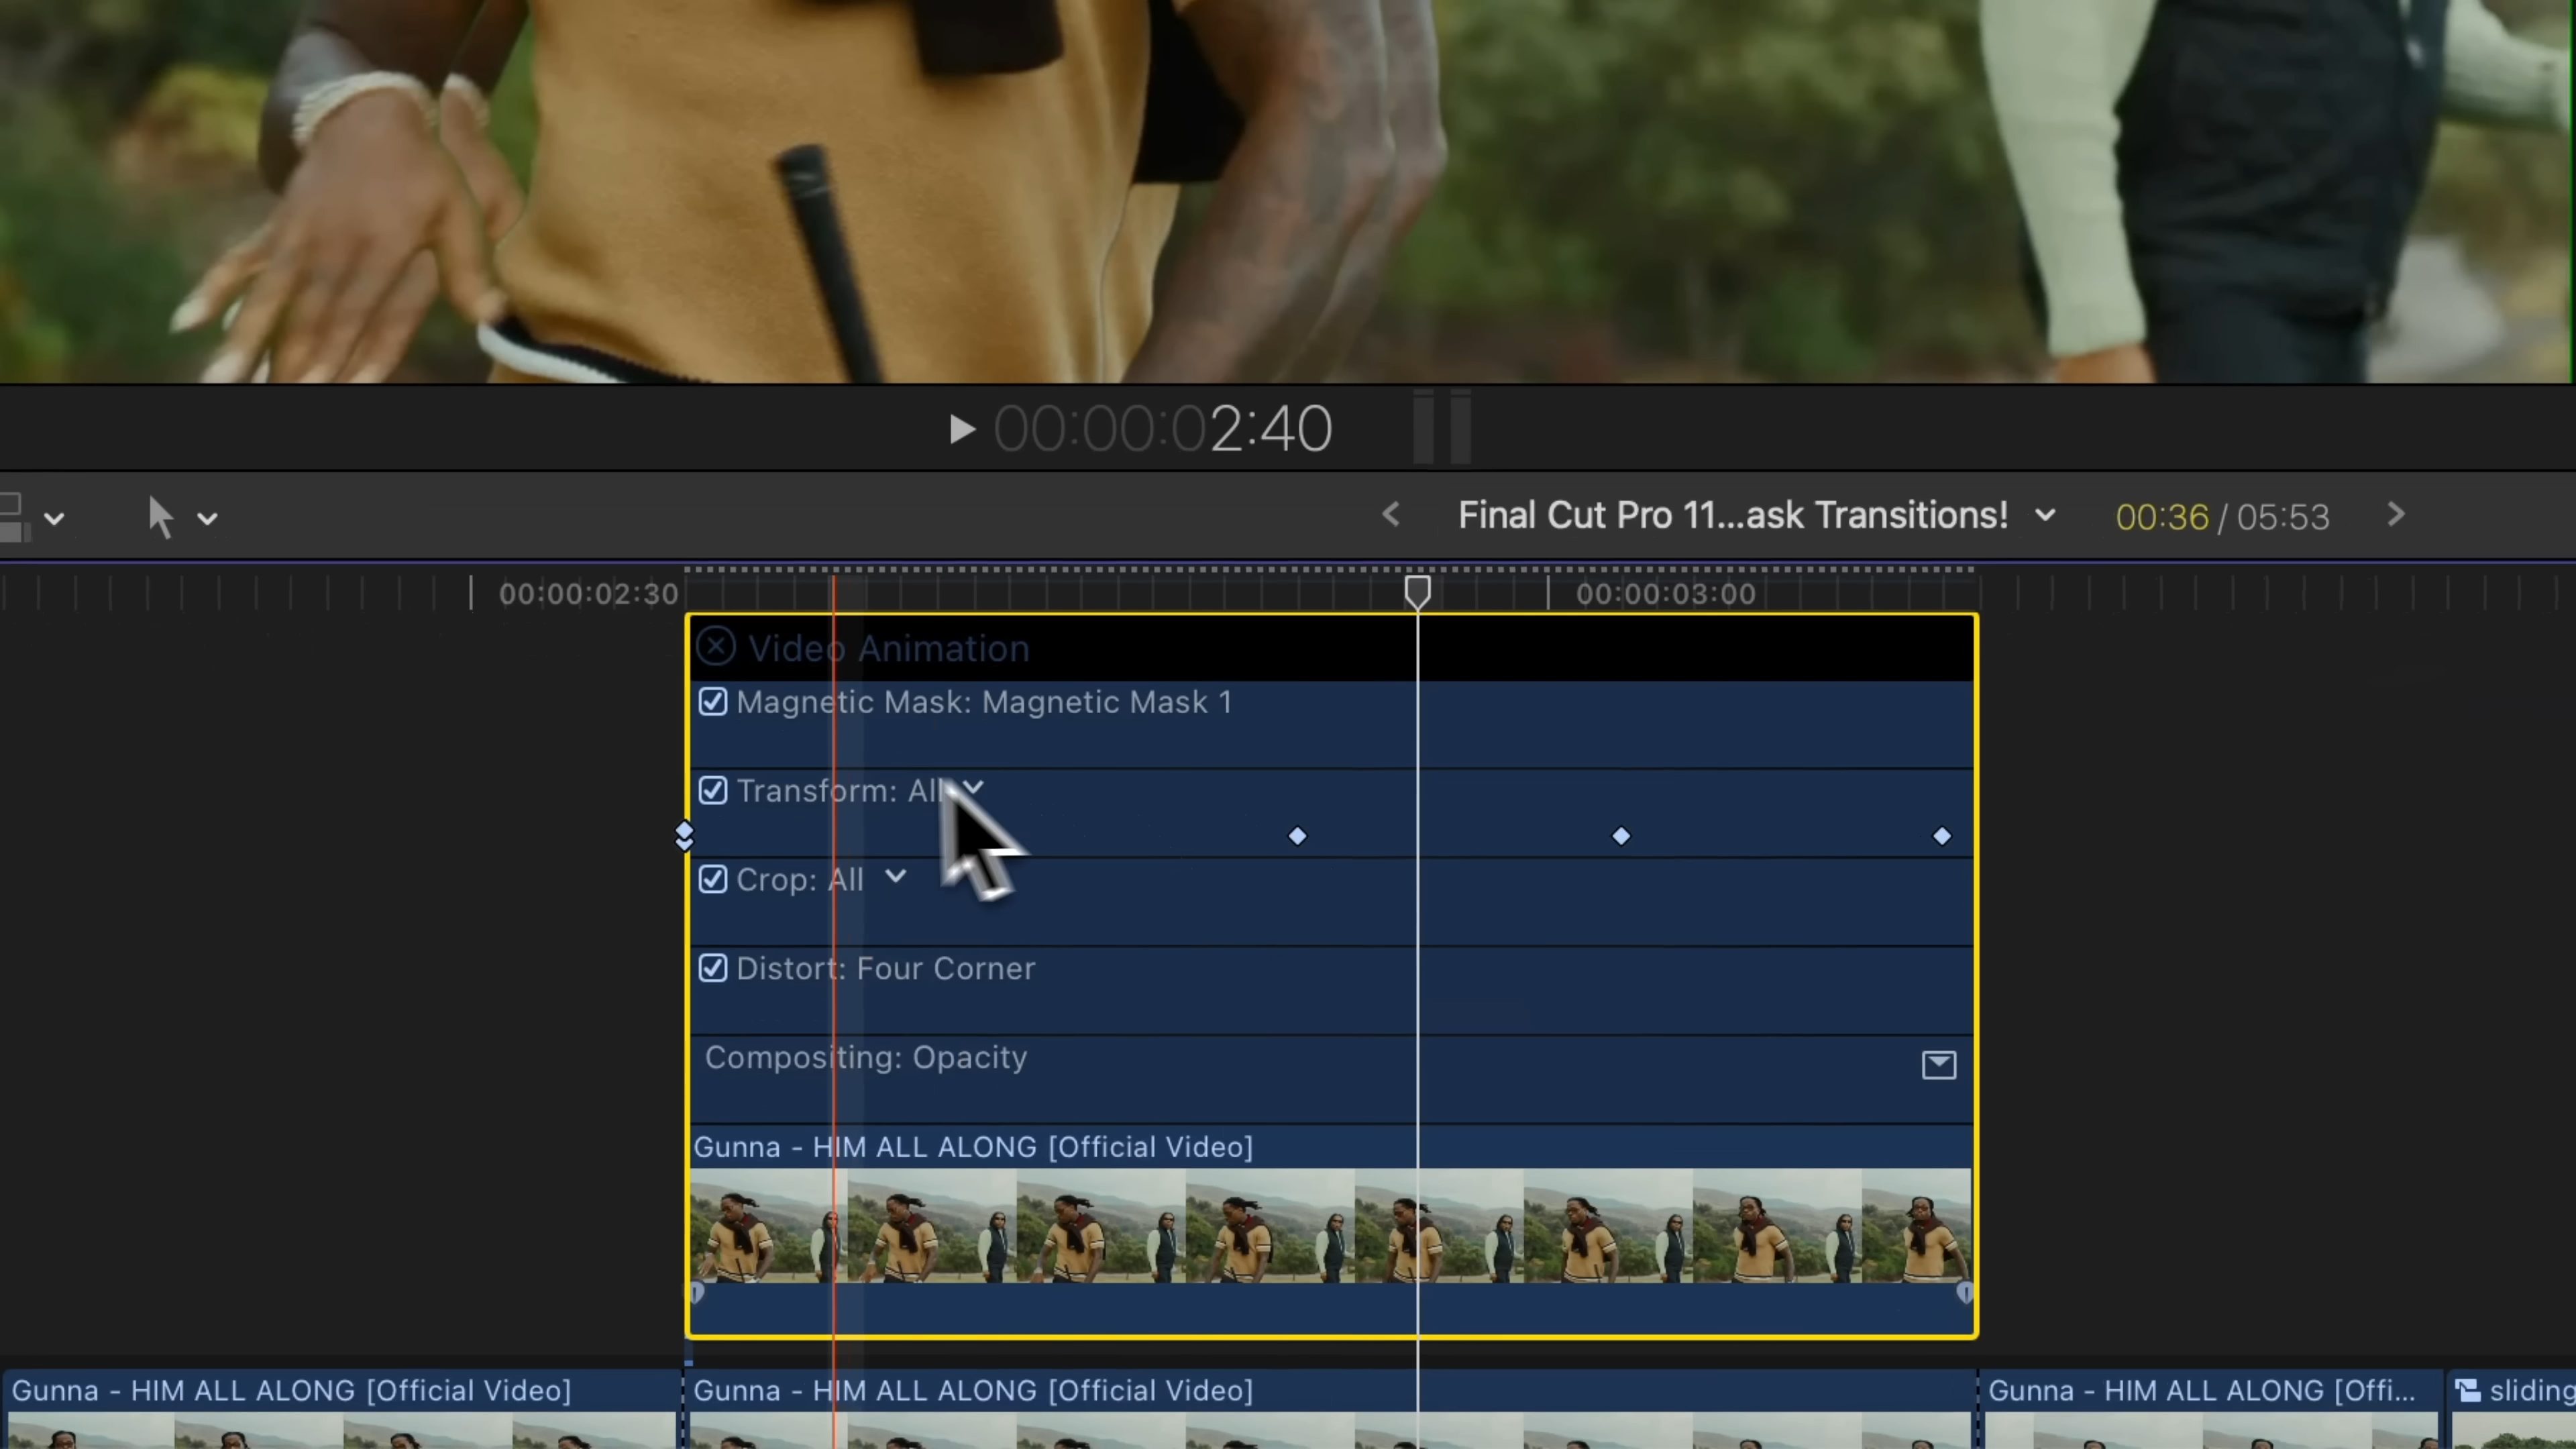 00:00:02:40
Final Cut Pro 11...ask Transitions!
00:36 / 05:53
00:00:02:30
00:00:03:00
Video Animation
Magnetic Mask: Magnetic Mask 1
Transform: All
Crop: All
Distort: Four Corner
Compositing: Opacity
Gunna - HIM ALL ALONG [Official Video]
Gunna - HIM ALL ALONG [Official Video]
Gunna - HIM ALL ALONG [Official Video]
Gunna - HIM ALL ALONG [Offi...
sliding